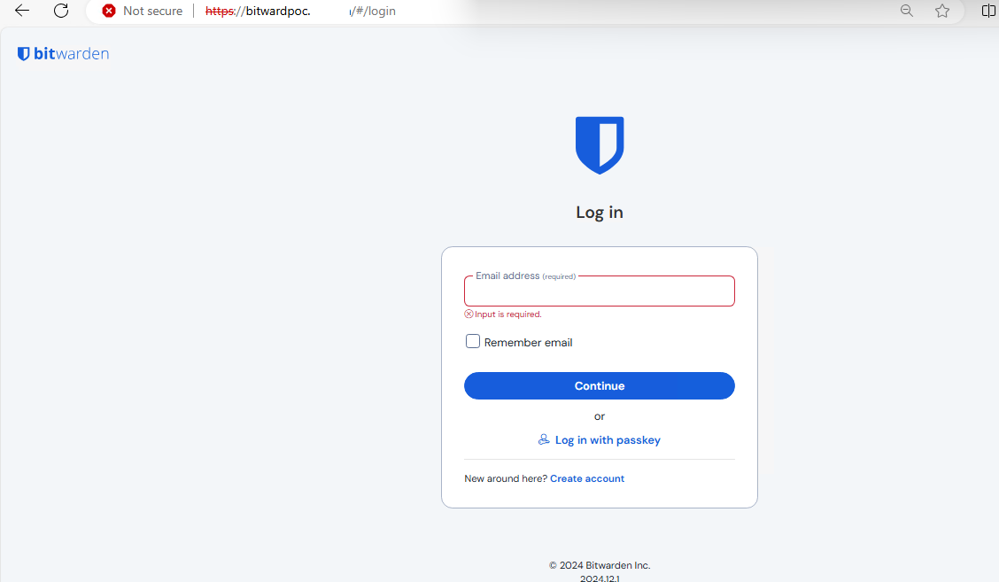 Not secure https://bitwardpoc. /#/login
bitwarden
Log in
Email address (required)
Input is required.
Remember email
Continue
or
Log in with passkey
New around here? Create account
© 2024 Bitwarden Inc.
2024.12.1